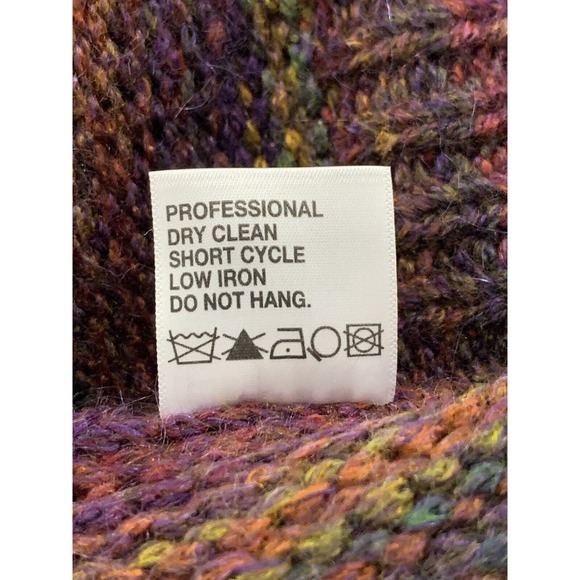 PROFESSIONAL
DRY CLEAN
SHORT CYCLE
LOW IRON
DO NOT HANG.